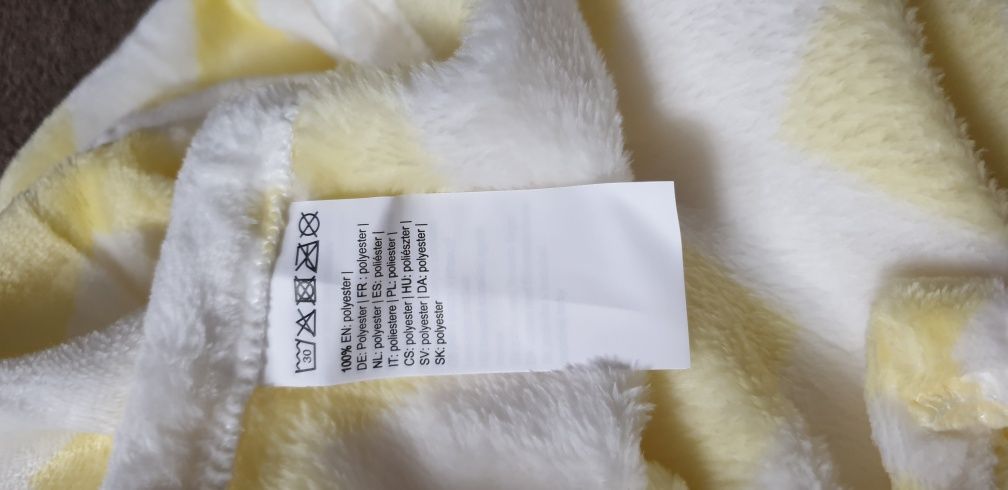 30
100% EN: polyester |
DE: Polyester | FR : polyester |
NL: polyester | ES: poliéster |
IT: poliestere | PL: poliester |
CS: polyester | HU: poliészter |
SV: polyester | DA: polyester |
SK: polyester